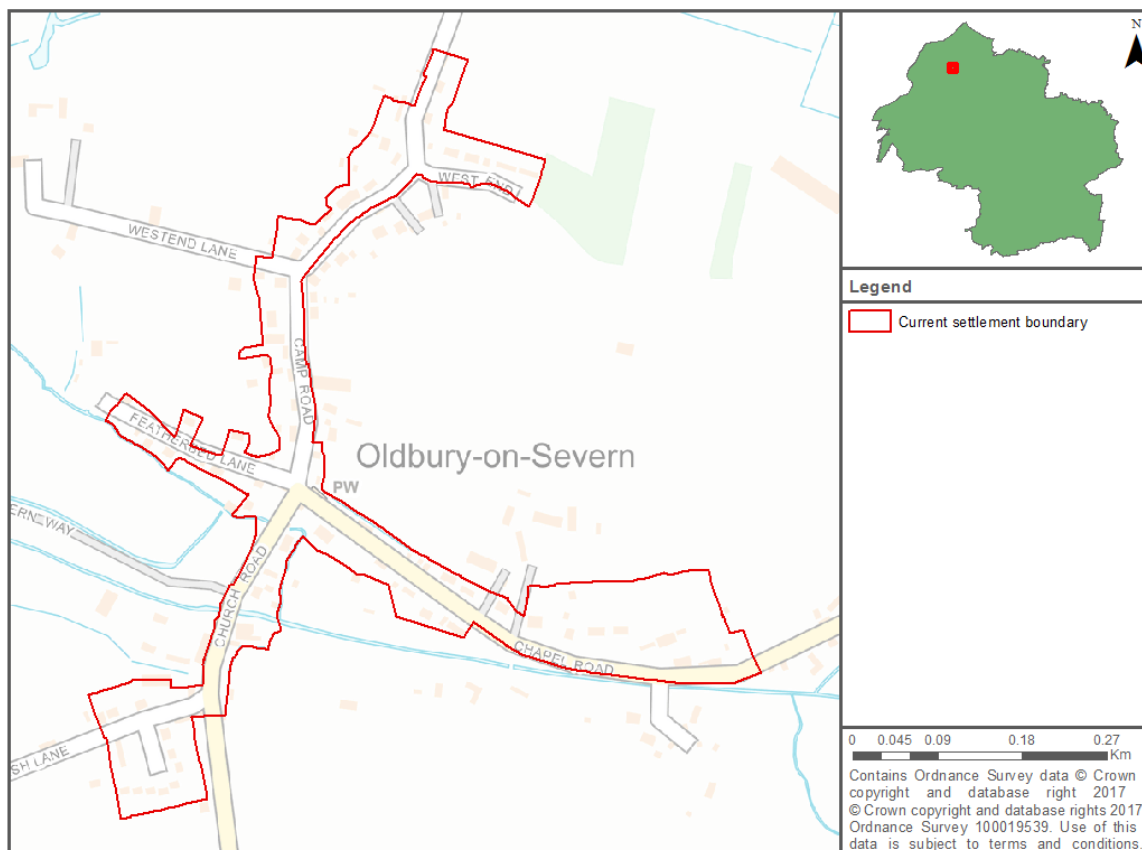 WEST END
WESTEND LANE
CAMP ROAD
FEATHERBED LANE
Oldbury-on-Severn
PW
ERNEWAY
CHURCH ROAD
CHAPEL ROAD
SH LANE
N
Legend
Current settlement boundary
0 0.045 0.09 0.18 0.27
Km
Contains Ordnance Survey data © Crown
copyright and database right 2017
© Crown copyright and database rights 2017
Ordnance Survey 100019539. Use of this
data is subject to terms and conditions.